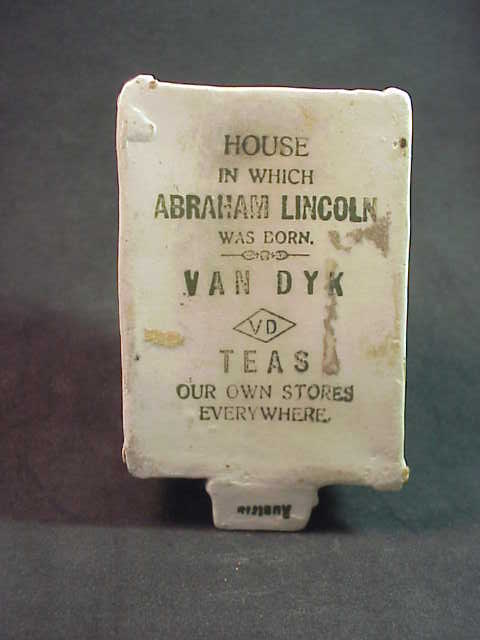 HOUSE
IN WHICH
ABRAHAM LINCOLN
WAS BORN.
VAN DYK
VD
TEAS
OUR OWN STORES
EVERYWHERE.
Austria